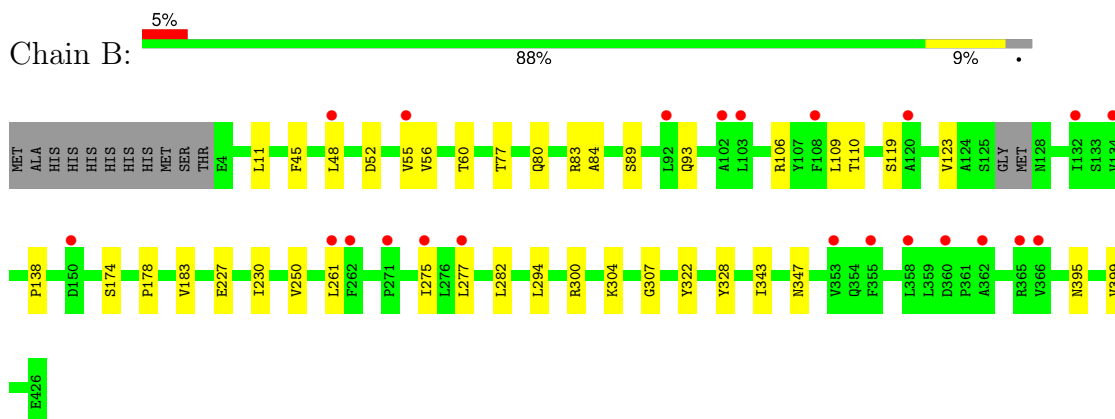 5%
Chain B:
88% 9% •
MET ALA HIS HIS HIS HIS HIS HIS MET SER THR E4 L11 F45 L48 D52 V55 V56 T60 T77 Q80 R83 A84 S89 L92 Q93 A102 L103 R106 Y107 F108 L109 T110 S119 A120 V123 A124 S125 GLY MET N128 I132 S133 V134
P138 D150 S174 P178 V183 E227 I230 V250 L261 F262 P271 I275 L276 L277 L282 L294 R300 K304 G307 Y322 Y328 I343 N347 V353 Q354 F355 L358 L359 D360 P361 A362 R365 V366 N395 V399
E426